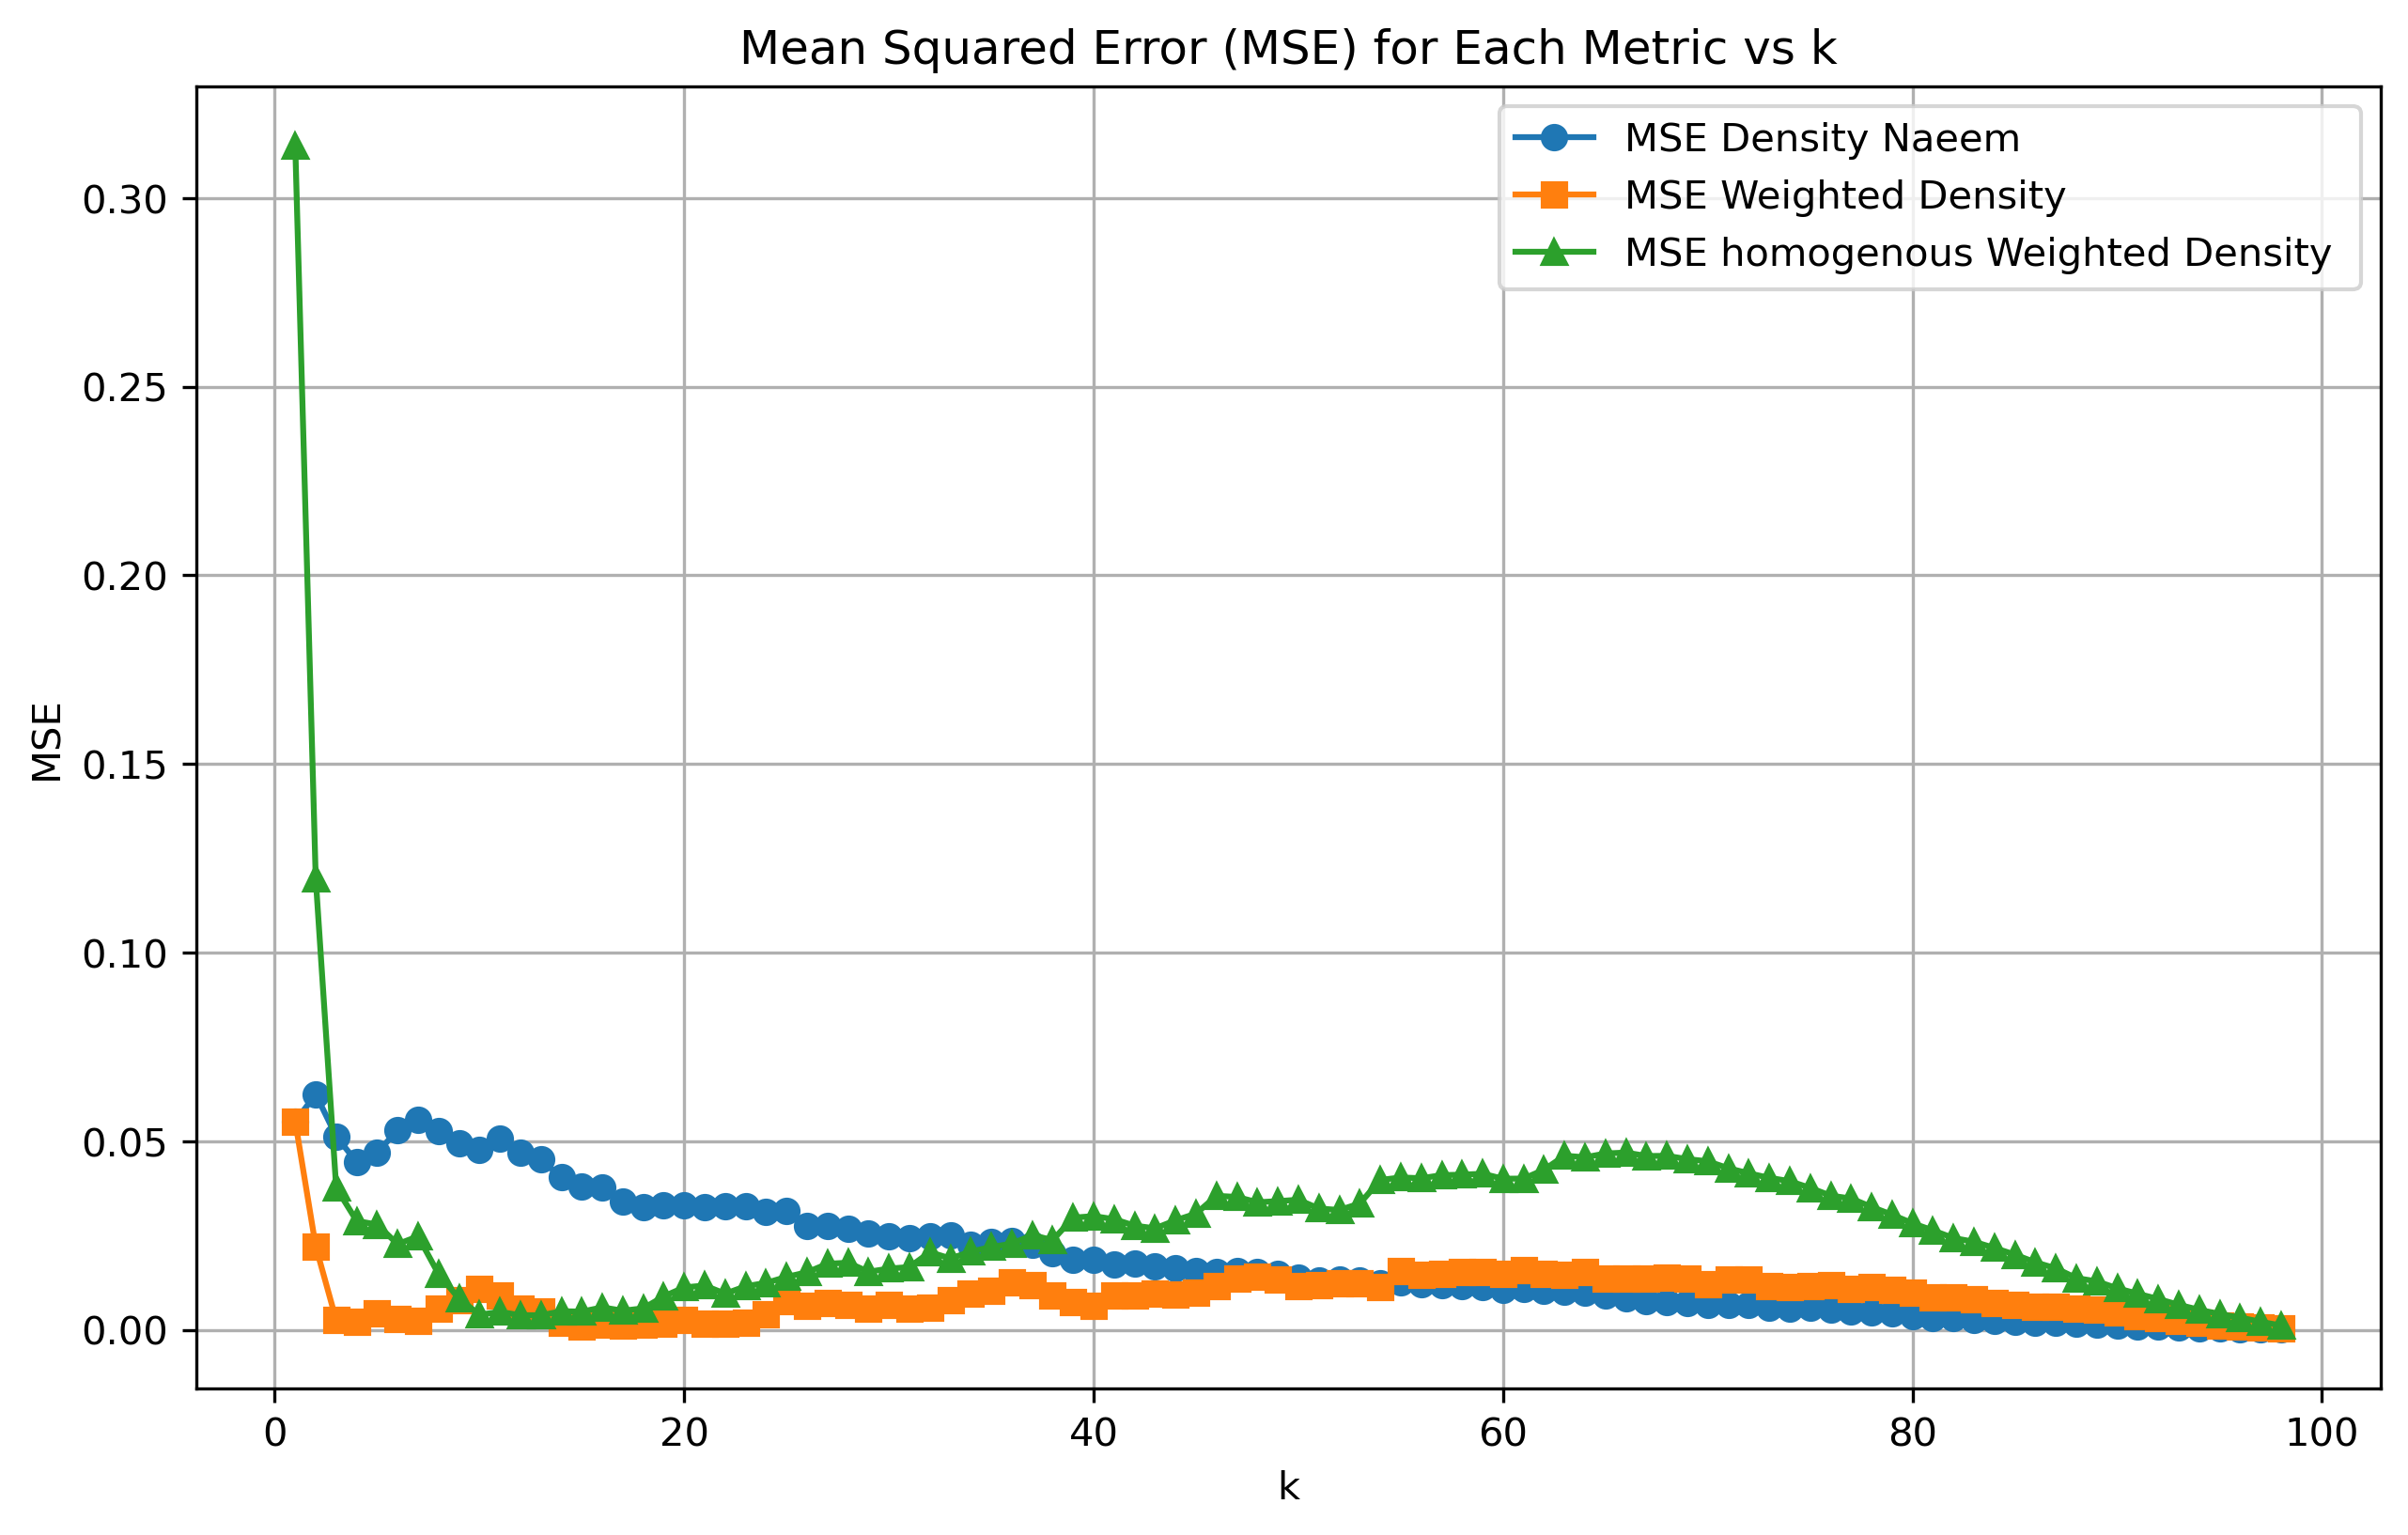 Mean Squared Error (MSE) for Each Metric vs k
MSE Density Naeem
MSE Weighted Density
MSE homogenous Weighted Density
MSE
0.30
0.25
0.20
0.15
0.10
0.05
0.00
0 20 40 60 80 100
k